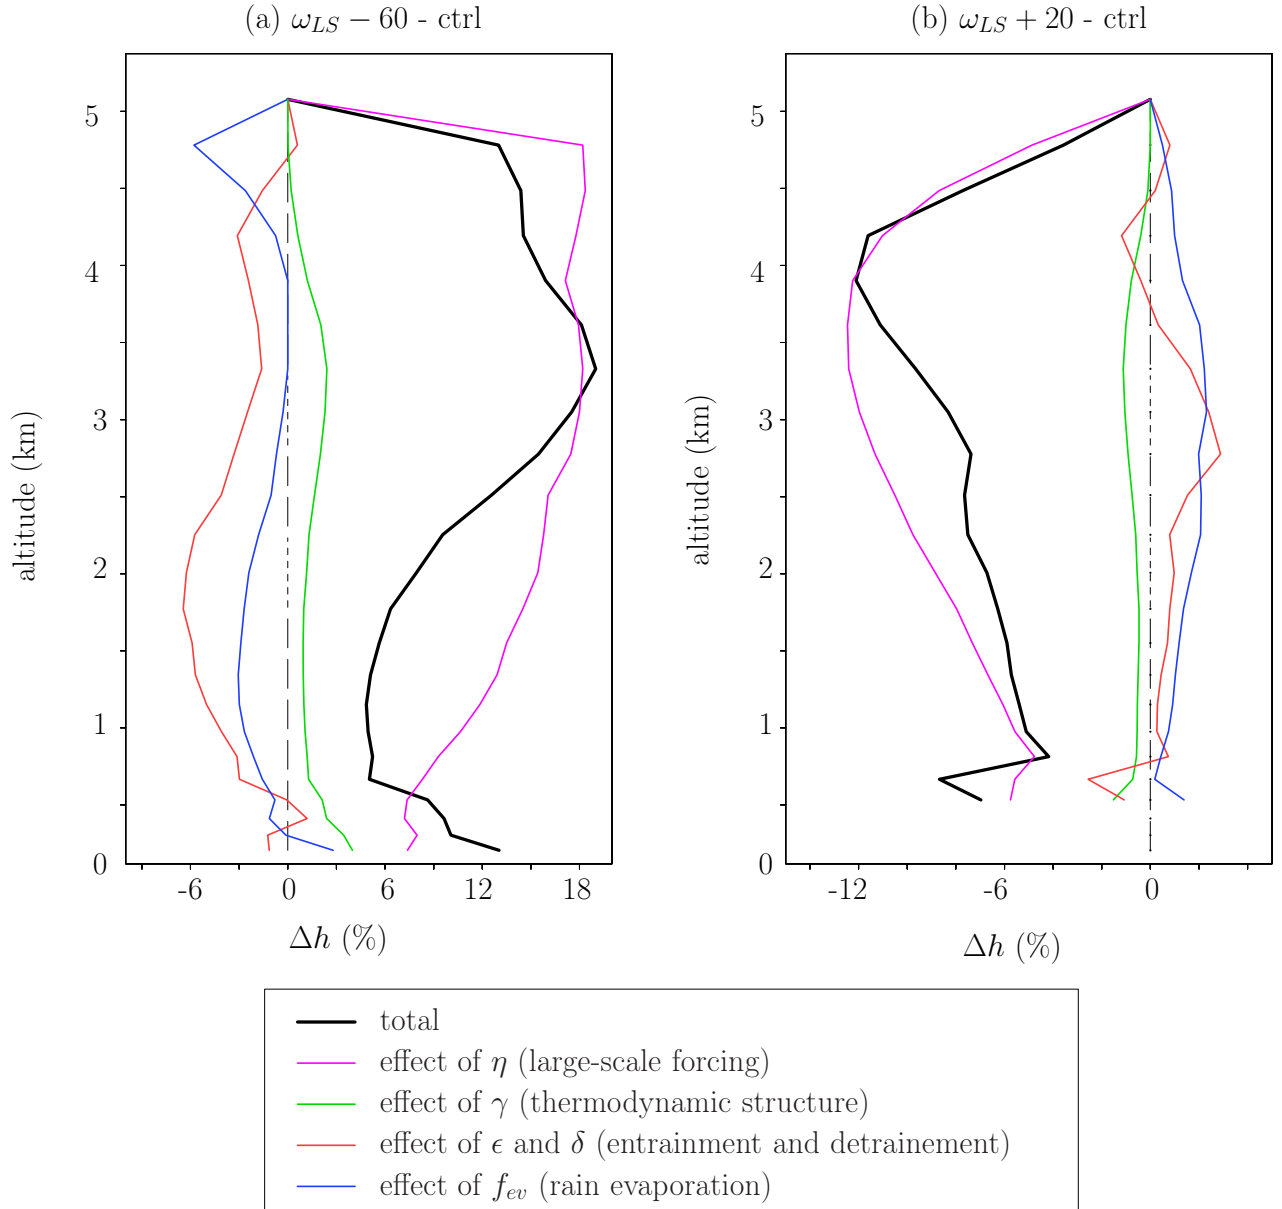 (a) ω_LS − 60 - ctrl
(b) ω_LS + 20 - ctrl
altitude (km)
5
4
3
2
1
0
-6 0 6 12 18
Δh (%)
altitude (km)
5
4
3
2
1
0
-12 -6 0
Δh (%)
total
effect of η (large-scale forcing)
effect of γ (thermodynamic structure)
effect of ϵ and δ (entrainment and detrainement)
effect of f_ev (rain evaporation)